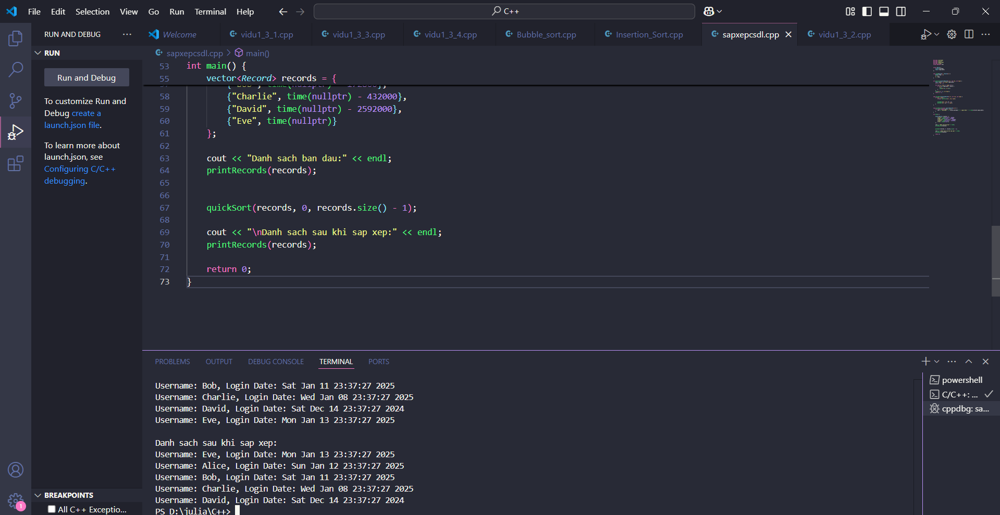 File Edit Selection View Go Run Terminal Help
C++
RUN AND DEBUG
Welcome
vidu1_3_1.cpp
vidu1_3_3.cpp
vidu1_3_4.cpp
Bubble_sort.cpp
Insertion_Sort.cpp
sapxepcsdl.cpp
vidu1_3_2.cpp
RUN
Run and Debug
To customize Run and
Debug create a
launch.json file.
To learn more about
launch.json, see
Configuring C/C++
debugging.
BREAKPOINTS
All C++ Exceptio...
1
sapxepcsdl.cpp > main()
53 int main() {
55 vector<Record> records = {
58 {"Charlie", time(nullptr) - 432000},
59 {"David", time(nullptr) - 2592000},
60 {"Eve", time(nullptr)}
61 };
62
63 cout << "Danh sach ban dau:" << endl;
64 printRecords(records);
65
66
67 quickSort(records, 0, records.size() - 1);
68
69 cout << "\nDanh sach sau khi sap xep:" << endl;
70 printRecords(records);
71
72 return 0;
73 }
PROBLEMS OUTPUT DEBUG CONSOLE TERMINAL PORTS
Username: Bob, Login Date: Sat Jan 11 23:37:27 2025
Username: Charlie, Login Date: Wed Jan 08 23:37:27 2025
Username: David, Login Date: Sat Dec 14 23:37:27 2024
Username: Eve, Login Date: Mon Jan 13 23:37:27 2025
Danh sach sau khi sap xep:
Username: Eve, Login Date: Mon Jan 13 23:37:27 2025
Username: Alice, Login Date: Sun Jan 12 23:37:27 2025
Username: Bob, Login Date: Sat Jan 11 23:37:27 2025
Username: Charlie, Login Date: Wed Jan 08 23:37:27 2025
Username: David, Login Date: Sat Dec 14 23:37:27 2024
PS D:\julia\C++>
powershell
C/C++: ...
cppdbg: sa...